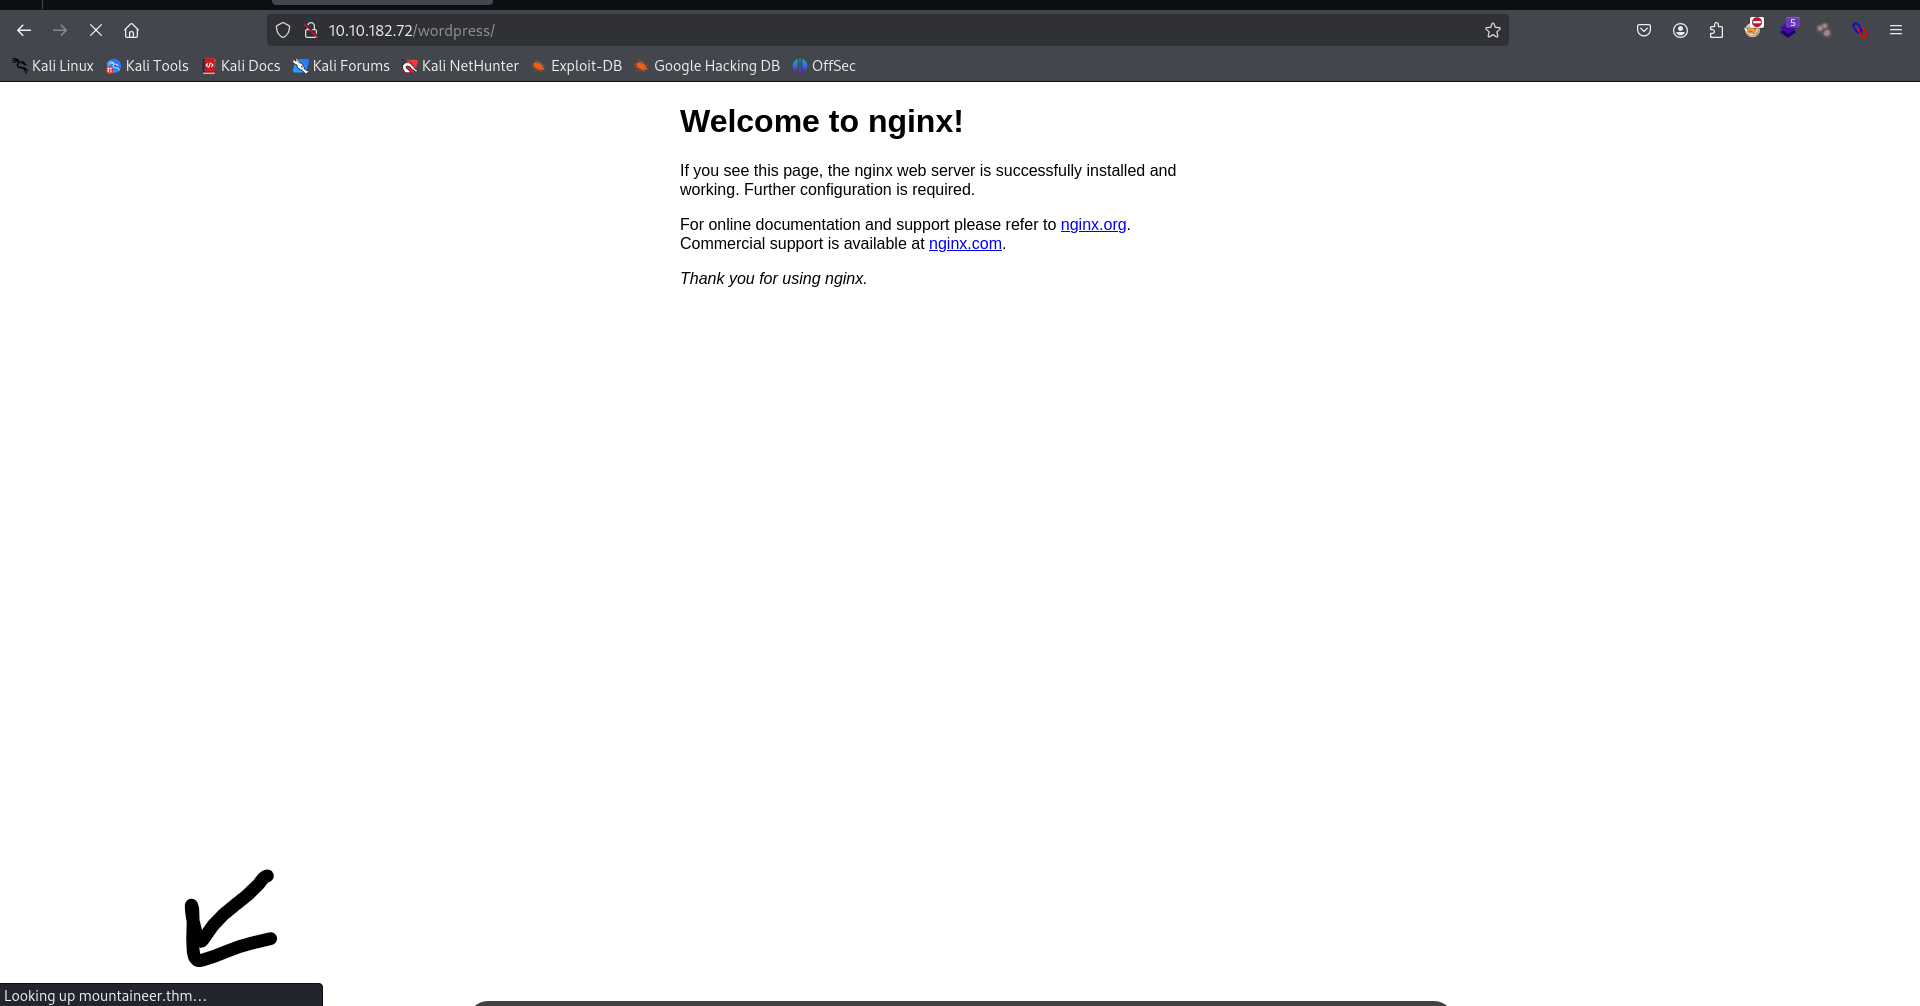 10.10.182.72/wordpress/
5
Kali Linux Kali Tools Kali Docs Kali Forums Kali NetHunter Exploit-DB Google Hacking DB OffSec
Welcome to nginx!
If you see this page, the nginx web server is successfully installed and
working. Further configuration is required.
For online documentation and support please refer to nginx.org.
Commercial support is available at nginx.com.
Thank you for using nginx.
Looking up mountaineer.thm…